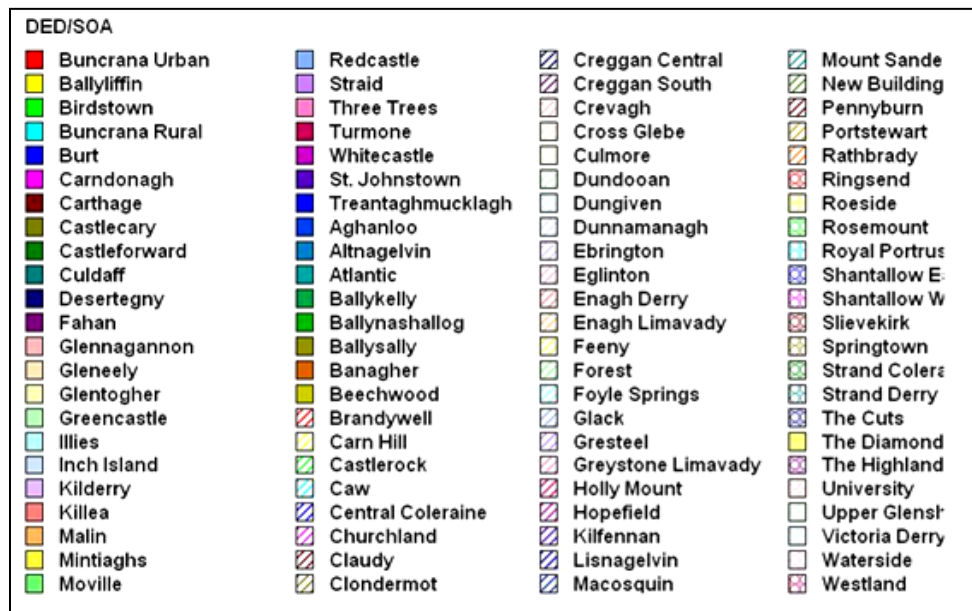 DED/SOA
Buncrana Urban
Ballyliffin
Birdstown
Buncrana Rural
Burt
Carndonagh
Carthage
Castlecary
Castleforward
Culdaff
Desertegny
Fahan
Glennagannon
Gleneely
Glentogher
Greencastle
Illies
Inch Island
Kilderry
Killea
Malin
Mintiaghs
Moville
Redcastle
Straid
Three Trees
Turmone
Whitecastle
St. Johnstown
Treantaghmucklagh
Aghanloo
Altnagelvin
Atlantic
Ballykelly
Ballynashallog
Ballysally
Banagher
Beechwood
Brandywell
Carn Hill
Castlerock
Caw
Central Coleraine
Churchland
Claudy
Clondermot
Creggan Central
Creggan South
Crevagh
Cross Glebe
Culmore
Dundooan
Dungiven
Dunnamanagh
Ebrington
Eglinton
Enagh Derry
Enagh Limavady
Feeny
Forest
Foyle Springs
Glack
Gresteel
Greystone Limavady
Holly Mount
Hopefield
Kilfennan
Lisnagelvin
Macosquin
Mount Sande
New Building
Pennyburn
Portstewart
Rathbrady
Ringsend
Roeside
Rosemount
Royal Portrus
Shantallow E
Shantallow W
Slievekirk
Springtown
Strand Colera
Strand Derry
The Cuts
The Diamond
The Highland
University
Upper Glensh
Victoria Derry
Waterside
Westland